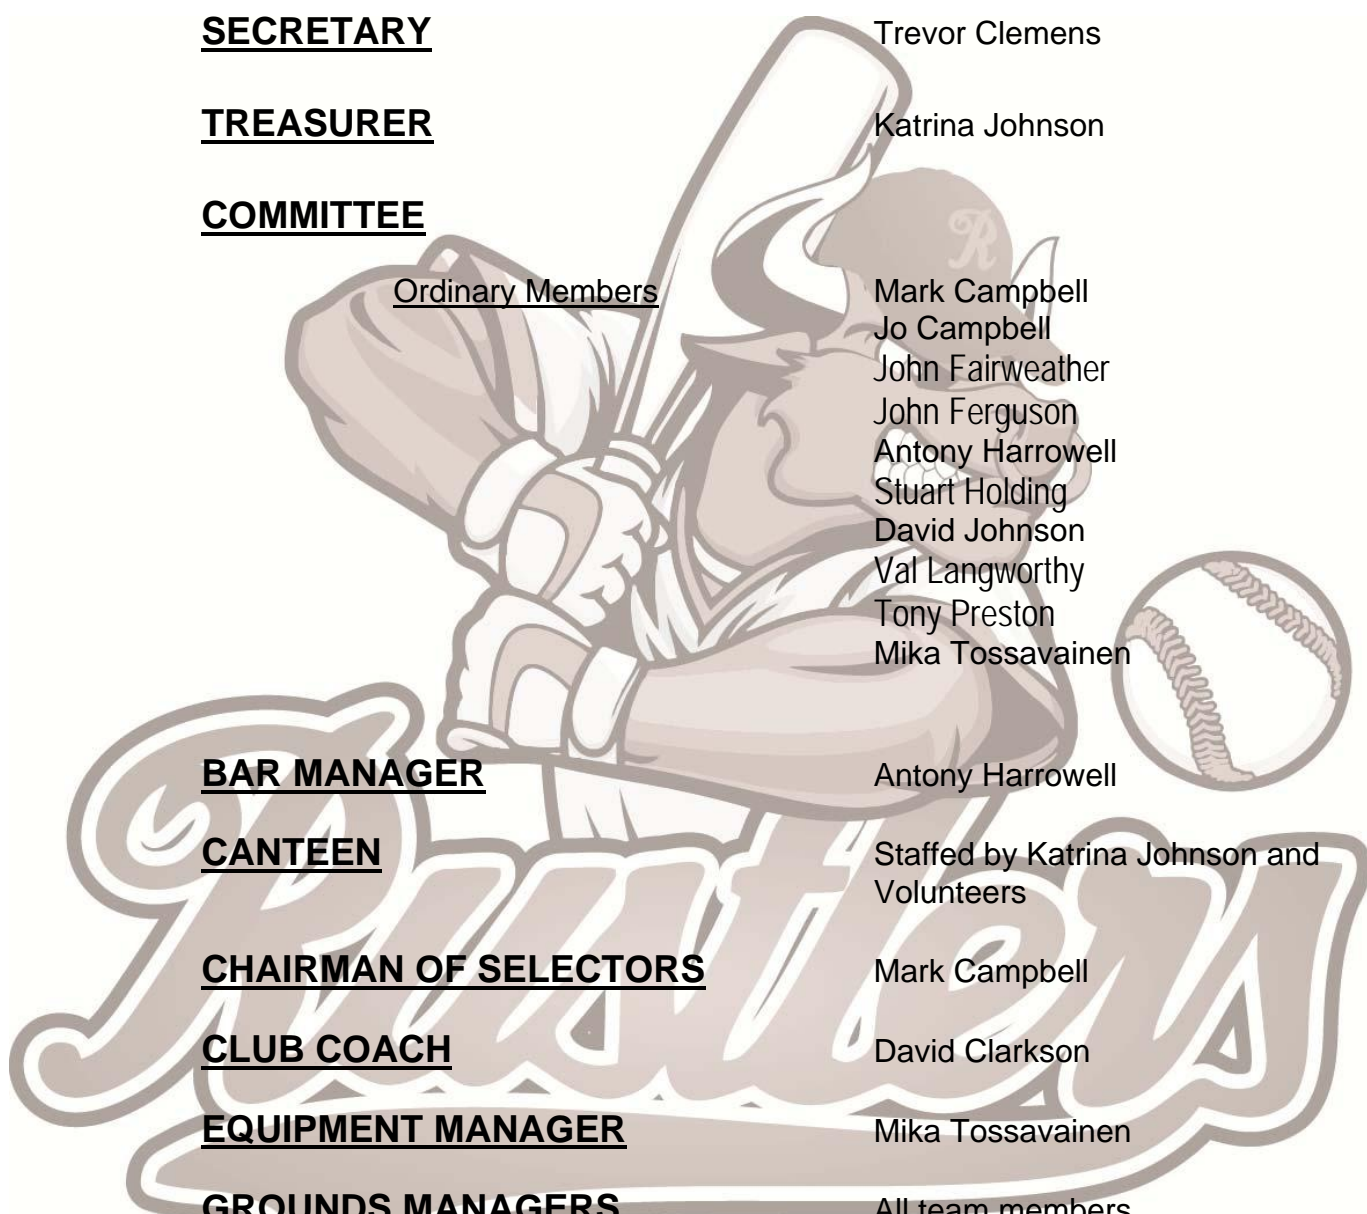 SECRETARY Trevor Clemens
TREASURER Katrina Johnson
COMMITTEE
Ordinary Members Mark Campbell
Jo Campbell
John Fairweather
John Ferguson
Antony Harrowell
Stuart Holding
David Johnson
Val Langworthy
Tony Preston
Mika Tossavainen
BAR MANAGER Antony Harrowell
CANTEEN Staffed by Katrina Johnson and
Volunteers
CHAIRMAN OF SELECTORS Mark Campbell
CLUB COACH David Clarkson
EQUIPMENT MANAGER Mika Tossavainen
GROUNDS MANAGERS All team members
R
Rustlers